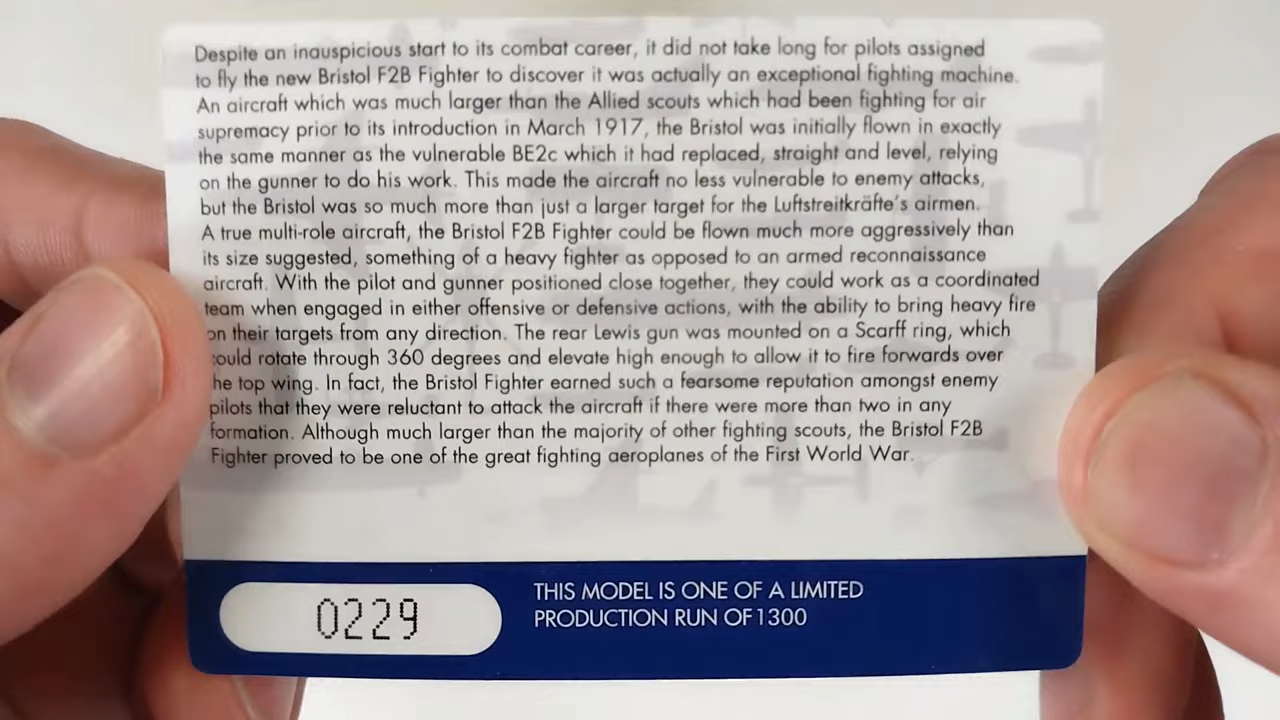 Despite an inauspicious start to its combat career, it did not take long for pilots assigned
to fly the new Bristol F2B Fighter to discover it was actually an exceptional fighting machine.
An aircraft which was much larger than the Allied scouts which had been fighting for air
supremacy prior to its introduction in March 1917, the Bristol was initially flown in exactly
the same manner as the vulnerable BE2c which it had replaced, straight and level, relying
on the gunner to do his work. This made the aircraft no less vulnerable to enemy attacks,
but the Bristol was so much more than just a larger target for the Luftstreitkräfte's airmen.
A true multi-role aircraft, the Bristol F2B Fighter could be flown much more aggressively than
its size suggested, something of a heavy fighter as opposed to an armed reconnaissance
aircraft. With the pilot and gunner positioned close together, they could work as a coordinated
team when engaged in either offensive or defensive actions, with the ability to bring heavy fire
on their targets from any direction. The rear Lewis gun was mounted on a Scarff ring, which
could rotate through 360 degrees and elevate high enough to allow it to fire forwards over
the top wing. In fact, the Bristol Fighter earned such a fearsome reputation amongst enemy
pilots that they were reluctant to attack the aircraft if there were more than two in any
formation. Although much larger than the majority of other fighting scouts, the Bristol F2B
Fighter proved to be one of the great fighting aeroplanes of the First World War.
0229
THIS MODEL IS ONE OF A LIMITED
PRODUCTION RUN OF 1300